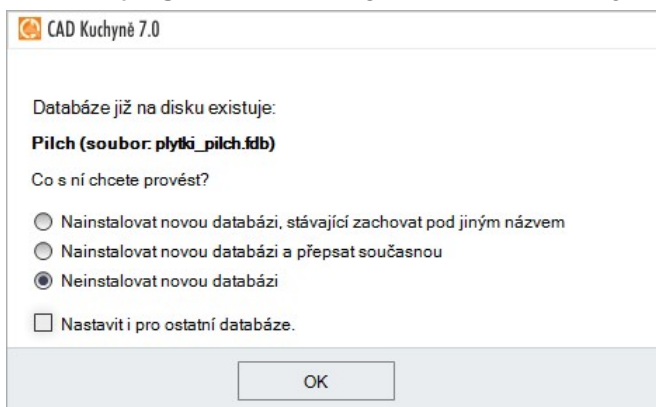 CAD Kuchyně 7.0
Databáze již na disku existuje:
Pilch (soubor: plytki_pilch.fdb)
Co s ní chcete provést?
Nainstalovat novou databázi, stávající zachovat pod jiným názvem
Nainstalovat novou databázi a přepsat současnou
Neinstalovat novou databázi
Nastavit i pro ostatní databáze.
OK